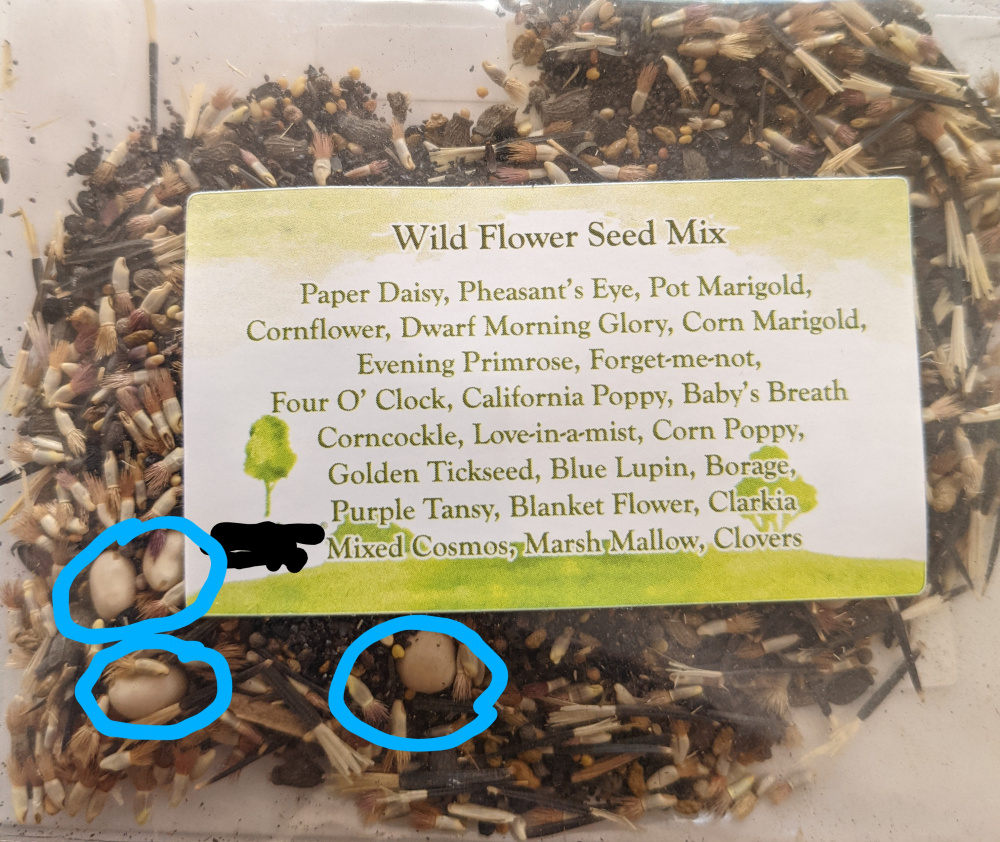 Wild Flower Seed Mix
Paper Daisy, Pheasant's Eye, Pot Marigold,
Cornflower, Dwarf Morning Glory, Corn Marigold,
Evening Primrose, Forget-me-not,
Four O' Clock, California Poppy, Baby's Breath
Corncockle, Love-in-a-mist, Corn Poppy,
Golden Tickseed, Blue Lupin, Borage,
Purple Tansy, Blanket Flower, Clarkia
Mixed Cosmos, Marsh Mallow, Clovers